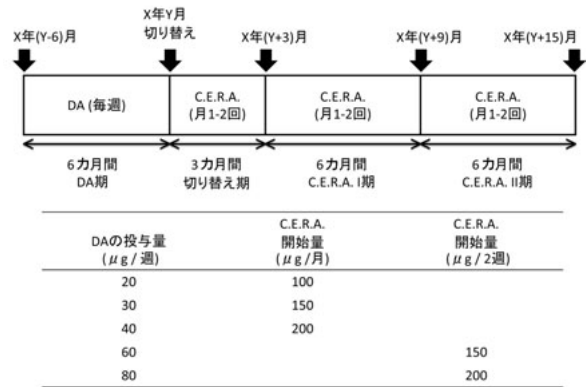 X年Y月
X年(Y-6)月 切り替え X年(Y+3)月 X年(Y+9)月 X年(Y+15)月
DA (毎週) C.E.R.A. C.E.R.A. C.E.R.A.
(月1-2回) (月1-2回) (月1-2回)
6カ月間 3カ月間 6カ月間 6カ月間
DA期 切り替え期 C.E.R.A. I期 C.E.R.A. II期
C.E.R.A. C.E.R.A.
DAの投与量 開始量 開始量
(μg/週) (μg/月) (μg/2週)
20 100
30 150
40 200
60 150
80 200